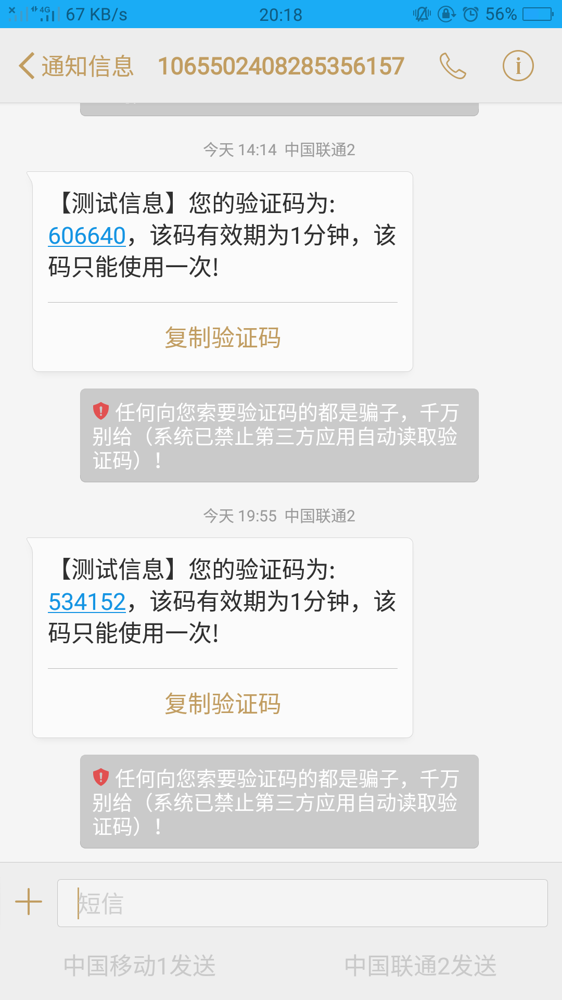 4G 67 KB/s 20:18 56%
通知信息 1065502408285356157
今天 14:14 中国联通2
【测试信息】您的验证码为:
606640，该码有效期为1分钟，该
码只能使用一次!
复制验证码
任何向您索要验证码的都是骗子，千万
别给（系统已禁止第三方应用自动读取验
证码）！
今天 19:55 中国联通2
【测试信息】您的验证码为:
534152，该码有效期为1分钟，该
码只能使用一次!
复制验证码
任何向您索要验证码的都是骗子，千万
别给（系统已禁止第三方应用自动读取验
证码）！
短信
中国移动1发送 中国联通2发送